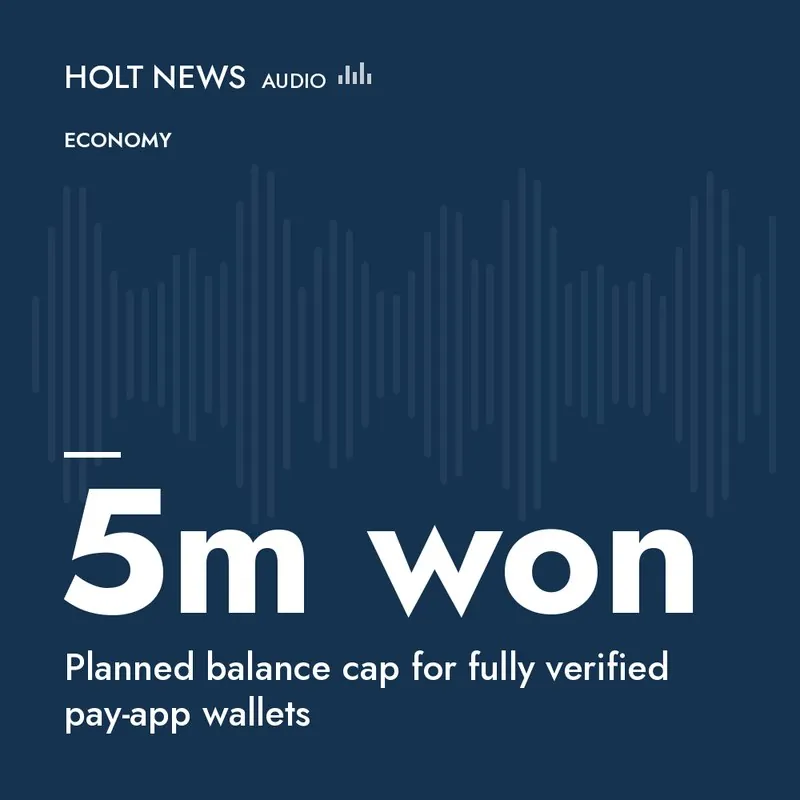 HOLT NEWS AUDIO
ECONOMY
5m won
Planned balance cap for fully verified
pay-app wallets